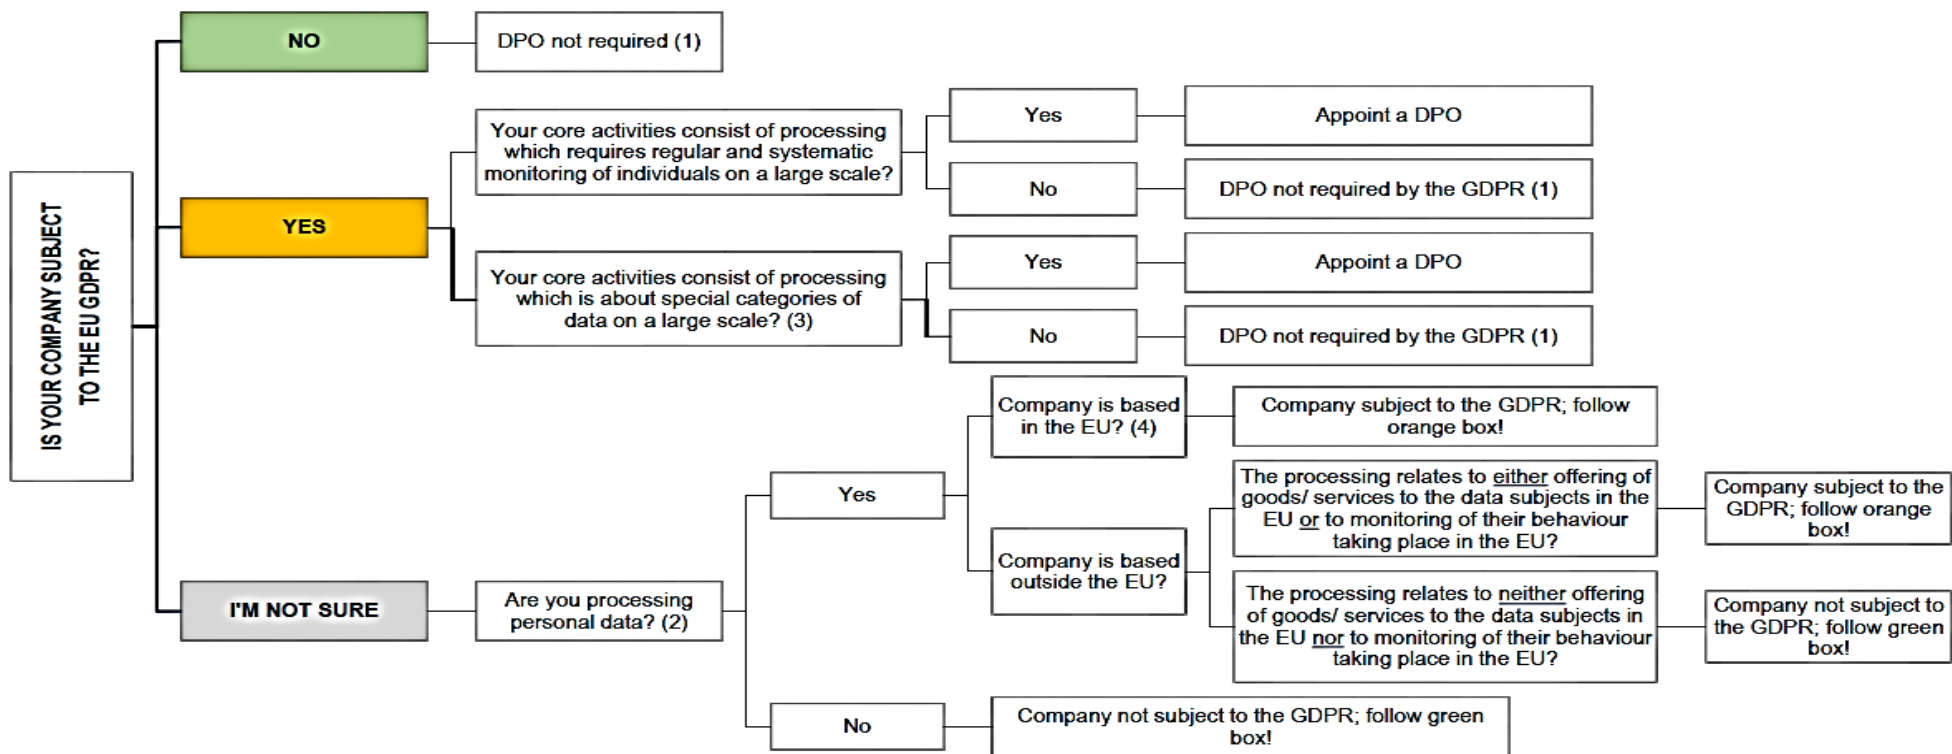 IS YOUR COMPANY SUBJECT
TO THE EU GDPR?
NO
DPO not required (1)
YES
Your core activities consist of processing
which requires regular and systematic
monitoring of individuals on a large scale?
Yes
Appoint a DPO
No
DPO not required by the GDPR (1)
Your core activities consist of processing
which is about special categories of
data on a large scale? (3)
Yes
Appoint a DPO
No
DPO not required by the GDPR (1)
I'M NOT SURE
Are you processing
personal data? (2)
Yes
Company is based
in the EU? (4)
Company subject to the GDPR; follow
orange box!
Company is based
outside the EU?
The processing relates to either offering of
goods/ services to the data subjects in the
EU or to monitoring of their behaviour
taking place in the EU?
Company subject to the
GDPR; follow orange
box!
The processing relates to neither offering
of goods/ services to the data subjects in
the EU nor to monitoring of their behaviour
taking place in the EU?
Company not subject to
the GDPR; follow green
box!
No
Company not subject to the GDPR; follow green
box!